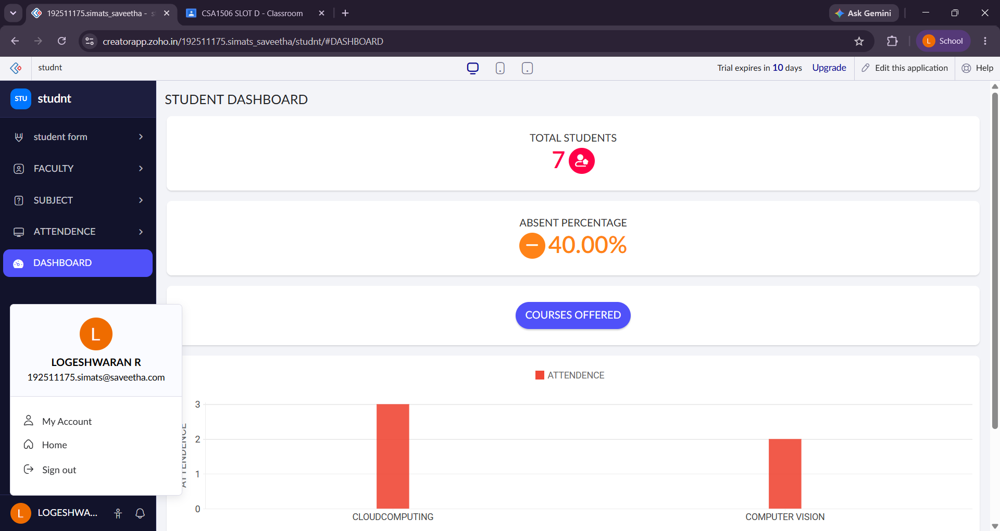 192511175.simats_saveetha - s
CSA1506 SLOT D - Classroom
Ask Gemini
creatorapp.zoho.in/192511175.simats_saveetha/studnt/#DASHBOARD
L School
studnt
Trial expires in 10 days
Upgrade
Edit this application
Help
STU studnt
student form
FACULTY
SUBJECT
ATTENDENCE
DASHBOARD
L
LOGESHWARAN R
192511175.simats@saveetha.com
My Account
Home
Sign out
L LOGESHWA...
STUDENT DASHBOARD
TOTAL STUDENTS
7
ABSENT PERCENTAGE
40.00%
COURSES OFFERED
ATTENDENCE
ATTENDENCE
3
2
1
0
CLOUDCOMPUTING
COMPUTER VISION